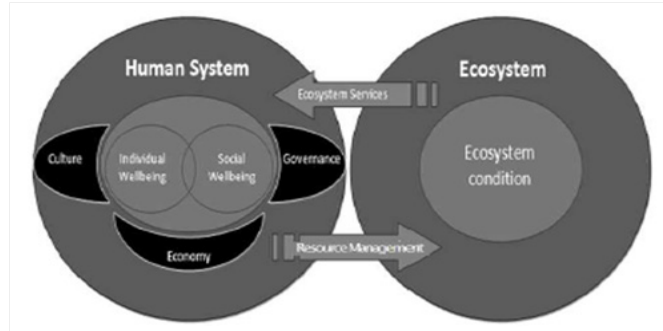 Human System
Ecosystem
Ecosystem Services
Culture
Individual
Wellbeing
Social
Wellbeing
Governance
Ecosystem
condition
Economy
Resource Management